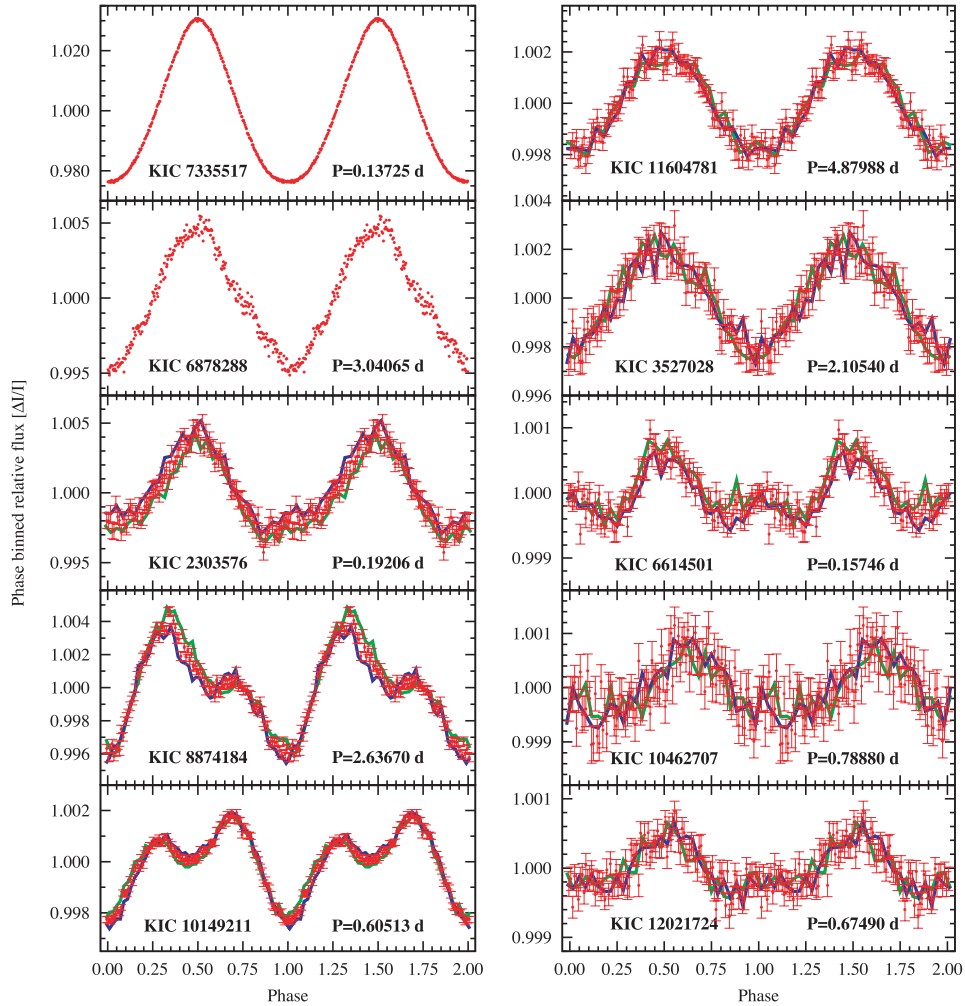 Phase binned relative flux [ΔI/I]
1.020
1.000
0.980
KIC 7335517 P=0.13725 d
1.005
1.000
0.995
KIC 6878288 P=3.04065 d
1.005
1.000
0.995
KIC 2303576 P=0.19206 d
1.004
1.002
1.000
0.998
0.996
KIC 8874184 P=2.63670 d
1.002
1.000
0.998
KIC 10149211 P=0.60513 d
0.00 0.25 0.50 0.75 1.00 1.25 1.50 1.75 2.00
Phase
1.002
1.000
0.998
KIC 11604781 P=4.87988 d
1.004
1.002
1.000
0.998
0.996
KIC 3527028 P=2.10540 d
1.001
1.000
0.999
KIC 6614501 P=0.15746 d
1.001
1.000
0.999
KIC 10462707 P=0.78880 d
1.001
1.000
0.999
KIC 12021724 P=0.67490 d
0.00 0.25 0.50 0.75 1.00 1.25 1.50 1.75 2.00
Phase